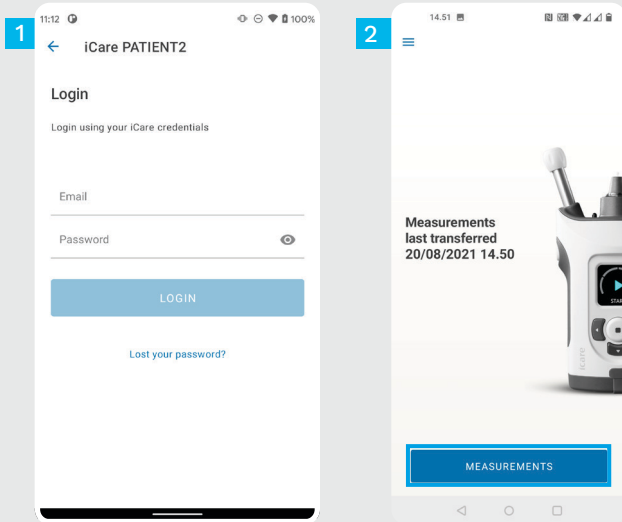 1
11:12
100%
iCare PATIENT2
Login
Login using your iCare credentials
Email
Password
LOGIN
Lost your password?
2
14.51
Measurements
last transferred
20/08/2021 14.50
icare
MEASUREMENTS